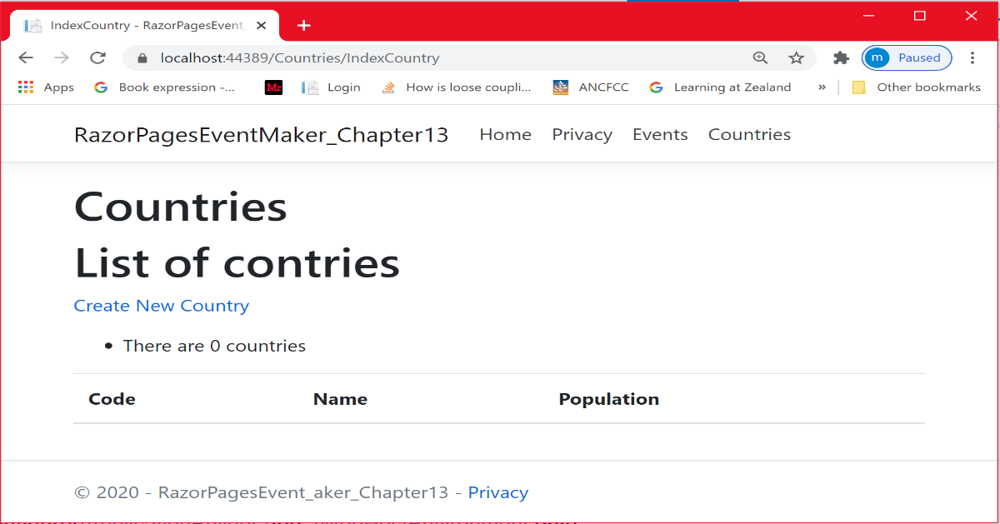 IndexCountry - RazorPagesEvent
localhost:44389/Countries/IndexCountry
m Paused
Apps Book expression -... Mr Login How is loose coupli... ANCFCC Learning at Zealand » Other bookmarks
RazorPagesEventMaker_Chapter13 Home Privacy Events Countries
Countries
List of contries
Create New Country
There are 0 countries
Code Name Population
© 2020 - RazorPagesEvent_aker_Chapter13 - Privacy